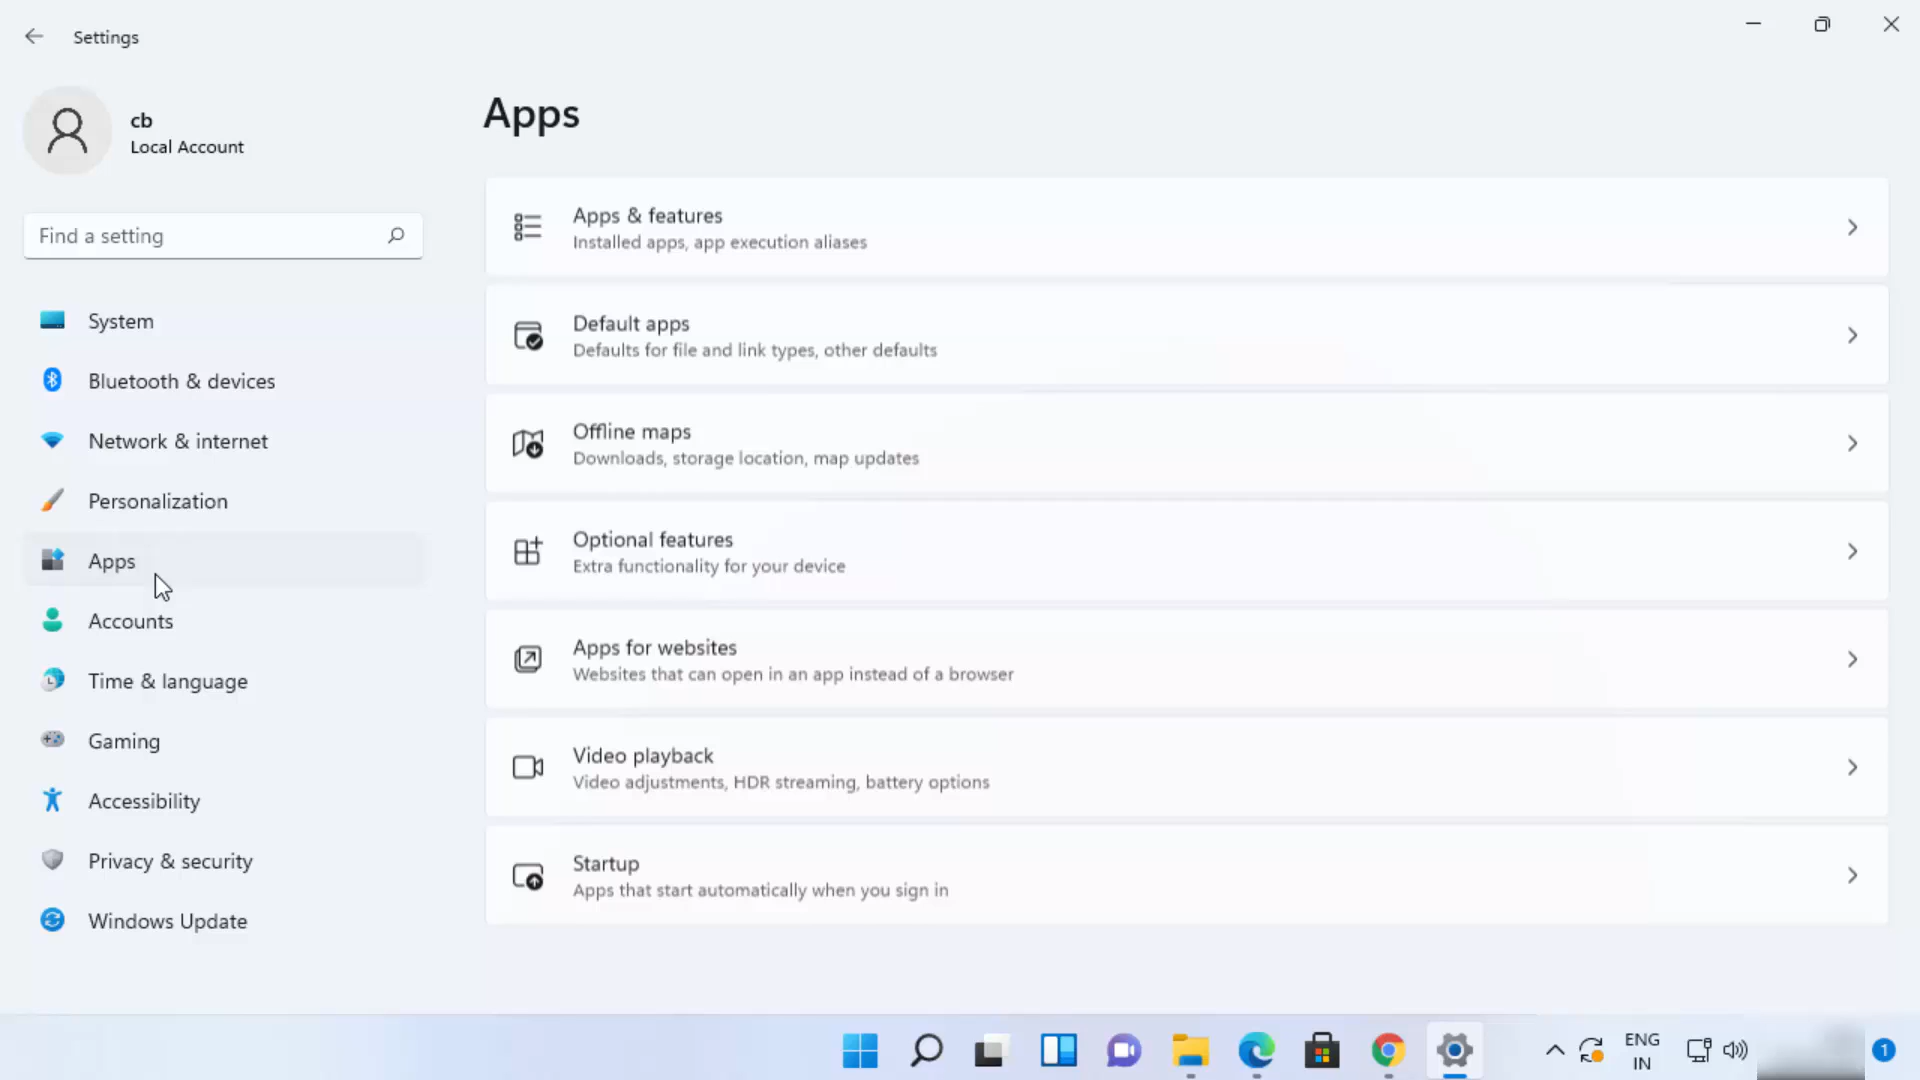 Settings
cb
Local Account
Find a setting
System
Bluetooth & devices
Network & internet
Personalization
Apps
Accounts
Time & language
Gaming
Accessibility
Privacy & security
Windows Update
Apps
Apps & features
Installed apps, app execution aliases
Default apps
Defaults for file and link types, other defaults
Offline maps
Downloads, storage location, map updates
Optional features
Extra functionality for your device
Apps for websites
Websites that can open in an app instead of a browser
Video playback
Video adjustments, HDR streaming, battery options
Startup
Apps that start automatically when you sign in
ENG
IN
1